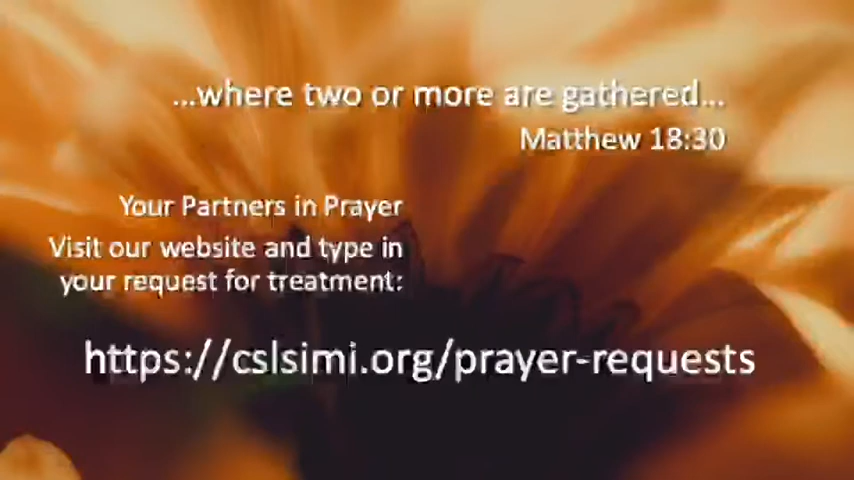 ...where two or more are gathered...
Matthew 18:30
Your Partners in Prayer
Visit our website and type in
your request for treatment:
https://cslsimi.org/prayer-requests